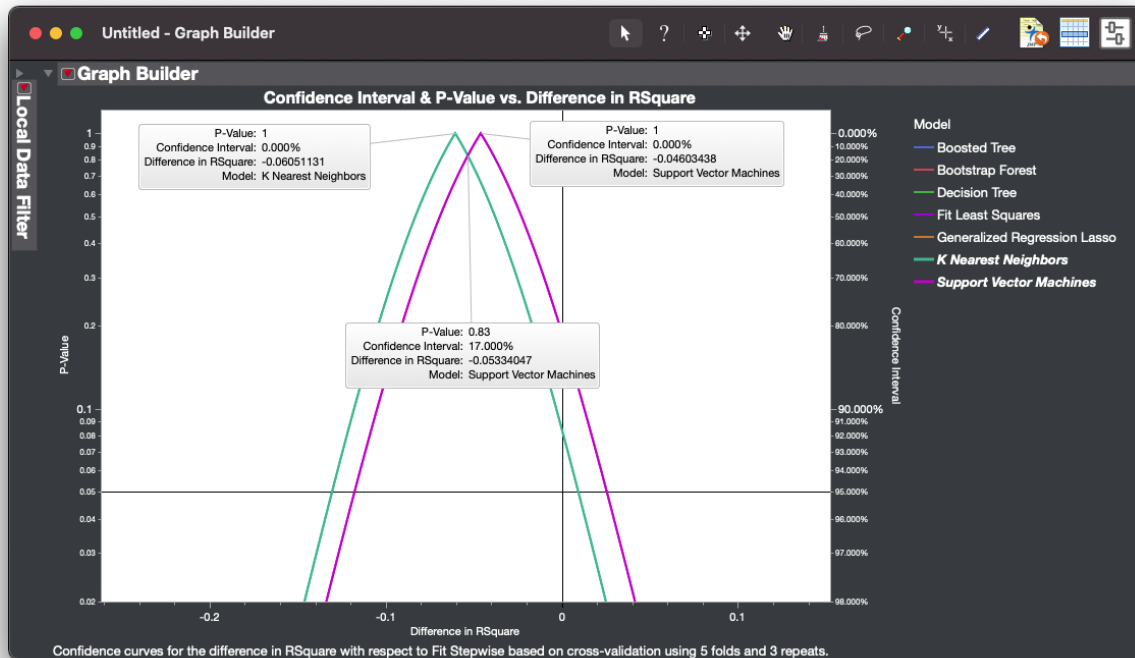 Untitled - Graph Builder
?
Graph Builder
Local Data Filter
Confidence Interval & P-Value vs. Difference in RSquare
P-Value: 1
Confidence Interval: 0.000%
Difference in RSquare: -0.06051131
Model: K Nearest Neighbors
P-Value: 1
Confidence Interval: 0.000%
Difference in RSquare: -0.04603438
Model: Support Vector Machines
P-Value: 0.83
Confidence Interval: 17.000%
Difference in RSquare: -0.05334047
Model: Support Vector Machines
P-Value
1
0.9
0.8
0.7
0.6
0.5
0.4
0.3
0.2
0.1
0.09
0.08
0.07
0.06
0.05
0.04
0.03
0.02
0.000%
10.000%
20.000%
30.000%
40.000%
50.000%
60.000%
70.000%
80.000%
90.000%
91.000%
92.000%
93.000%
94.000%
95.000%
96.000%
97.000%
98.000%
Confidence Interval
-0.2
-0.1
0
0.1
Difference in RSquare
Model
Boosted Tree
Bootstrap Forest
Decision Tree
Fit Least Squares
Generalized Regression Lasso
K Nearest Neighbors
Support Vector Machines
Confidence curves for the difference in RSquare with respect to Fit Stepwise based on cross-validation using 5 folds and 3 repeats.